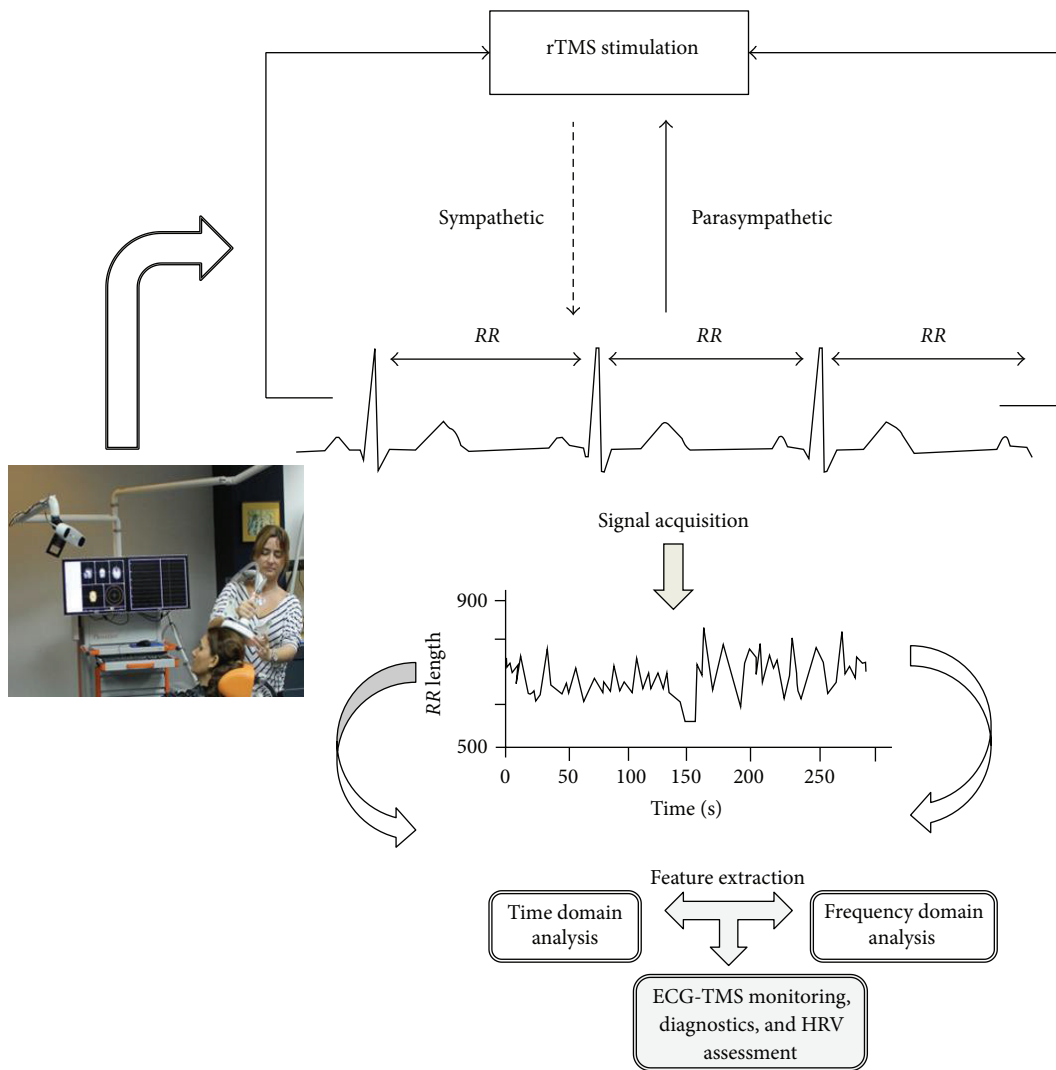 rTMS stimulation
Sympathetic
Parasympathetic
RR
RR
RR
Signal acquisition
900
RR length
500
0
50
100
150
200
250
Time (s)
Feature extraction
Time domain
analysis
Frequency domain
analysis
ECG-TMS monitoring,
diagnostics, and HRV
assessment